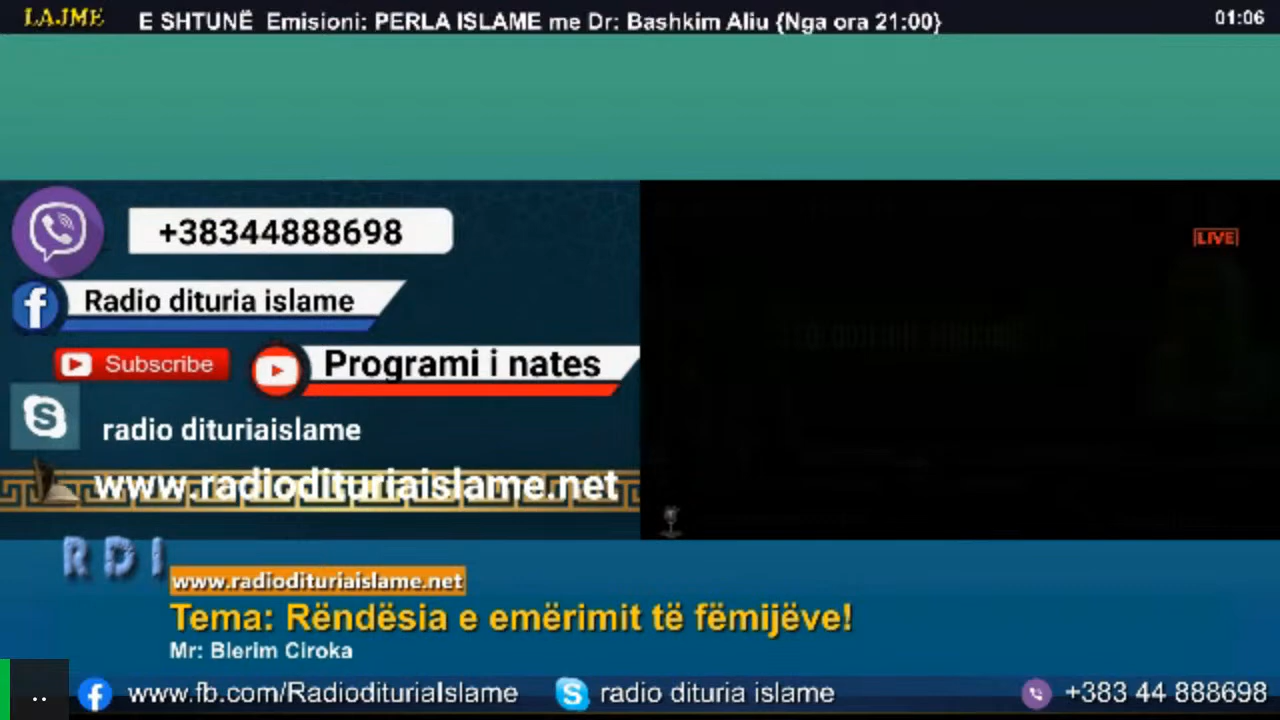 LAJME E SHTUNË Emisioni: PERLA ISLAME me Dr: Bashkim Aliu {Nga ora 21:00} 01:06
+38344888698
LIVE
Radio dituria islame
Subscribe Programi i nates
radio dituriaislame
www.radiodituriaislame.net
RDI
www.radiodituriaislame.net
Tema: Rëndësia e emërimit të fëmijëve!
Mr: Blerim Ciroka
.. www.fb.com/RadiodituriaIslame radio dituria islame +383 44 888698